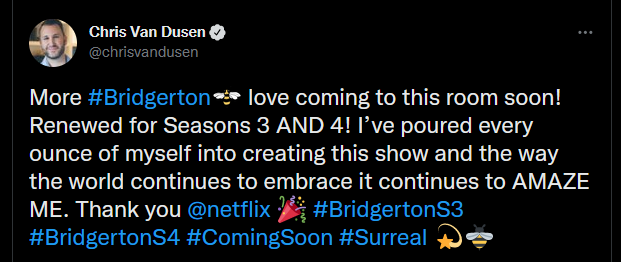 Chris Van Dusen
@chrisvandusen
More #Bridgerton🐝 love coming to this room soon!
Renewed for Seasons 3 AND 4! I’ve poured every
ounce of myself into creating this show and the way
the world continues to embrace it continues to AMAZE
ME. Thank you @netflix 🎉 #BridgertonS3
#BridgertonS4 #ComingSoon #Surreal 💫🐝